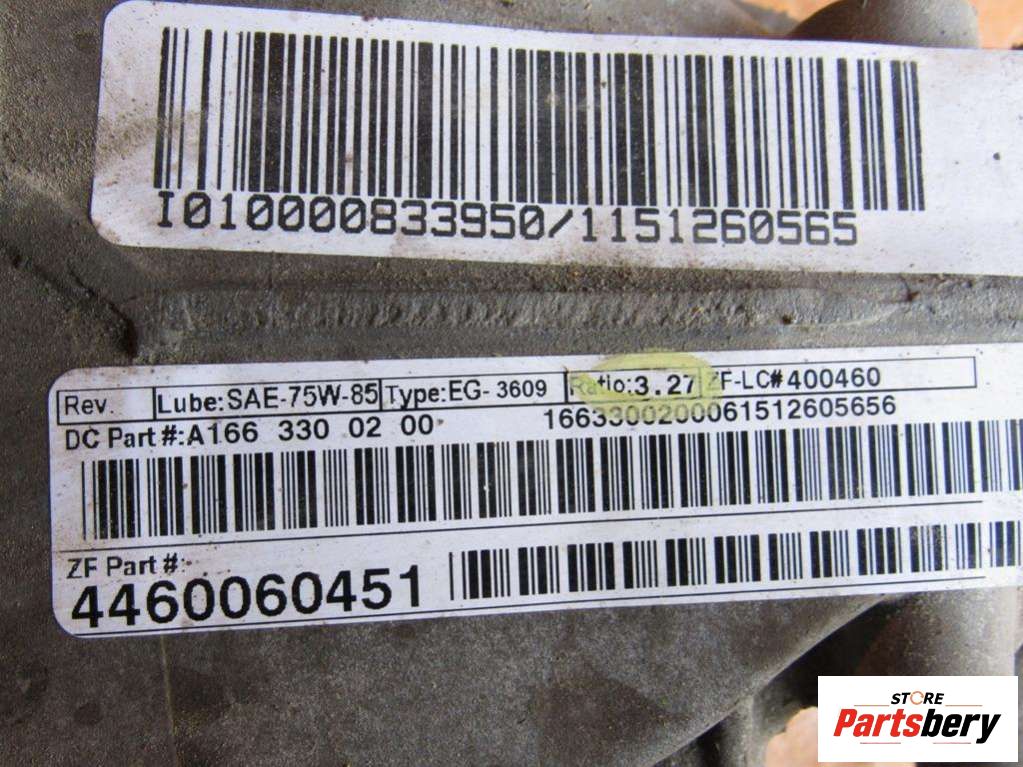 I010000833950/1151260565
Rev. Lube:SAE-75W-85 Type:EG- 3609 Ratio:3.27 ZF-LC#400460
DC Part #:A166 330 02 00 1663300200061512605656
ZF Part #:
4460060451
STORE
Partsbery